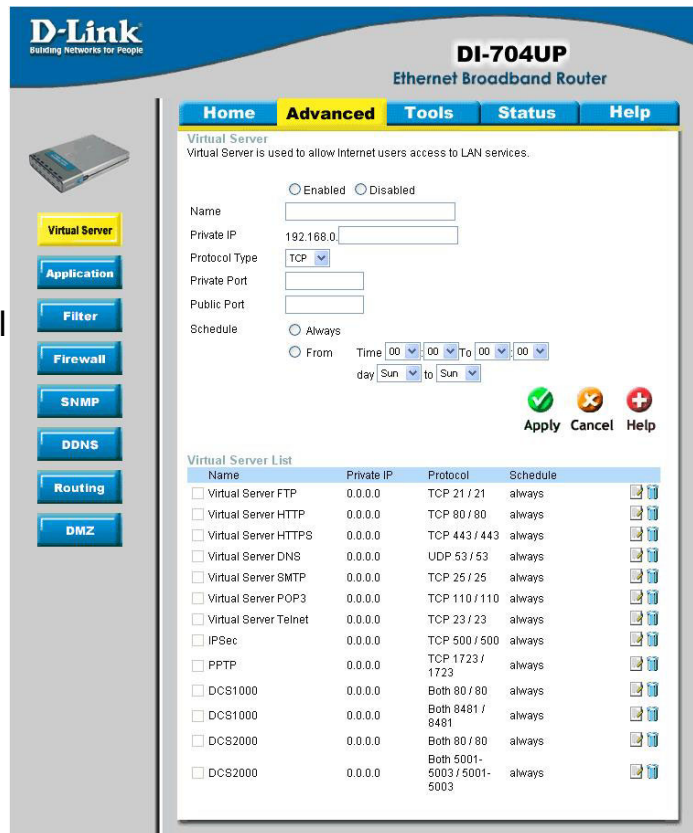 D-Link
Building Networks for People
DI-704UP
Ethernet Broadband Router
Home Advanced Tools Status Help
Virtual Server
Application
Filter
Firewall
SNMP
DDNS
Routing
DMZ
Virtual Server
Virtual Server is used to allow Internet users access to LAN services.
Enabled Disabled
Name
Private IP 192.168.0.
Protocol Type TCP
Private Port
Public Port
Schedule Always
From Time 00 : 00 To 00 : 00
day Sun to Sun
Apply Cancel Help
Virtual Server List
Name Private IP Protocol Schedule
Virtual Server FTP 0.0.0.0 TCP 21 / 21 always
Virtual Server HTTP 0.0.0.0 TCP 80 / 80 always
Virtual Server HTTPS 0.0.0.0 TCP 443 / 443 always
Virtual Server DNS 0.0.0.0 UDP 53 / 53 always
Virtual Server SMTP 0.0.0.0 TCP 25 / 25 always
Virtual Server POP3 0.0.0.0 TCP 110 / 110 always
Virtual Server Telnet 0.0.0.0 TCP 23 / 23 always
IPSec 0.0.0.0 TCP 500 / 500 always
PPTP 0.0.0.0 TCP 1723 / 1723 always
DCS1000 0.0.0.0 Both 80 / 80 always
DCS1000 0.0.0.0 Both 8481 / 8481 always
DCS2000 0.0.0.0 Both 80 / 80 always
DCS2000 0.0.0.0 Both 5001-5003 / 5001-5003 always